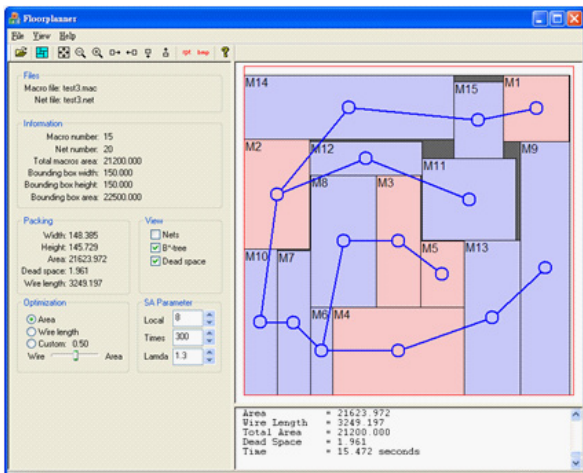 Floorplanner
File View Help
rpt bmp ?
Files
Macro file: test3.mac
Net file: test3.net
Information
Macro number: 15
Net number: 20
Total macros area: 21200.000
Bounding box width: 150.000
Bounding box height: 150.000
Bounding box area: 22500.000
Packing
Width: 148.385
Height: 145.729
Area: 21623.972
Dead space: 1.961
Wire length: 3249.197
View
Nets
B*-tree
Dead space
Optimization
Area
Wire length
Custom: 0.50
Wire Area
SA Parameter
Local 8
Times 300
Lamda 1.3
M14
M15
M1
M2
M12
M11
M9
M8
M3
M10
M7
M5
M13
M6
M4
Area = 21623.972
Wire Length = 3249.197
Total Area = 21200.000
Dead Space = 1.961
Time = 15.472 seconds